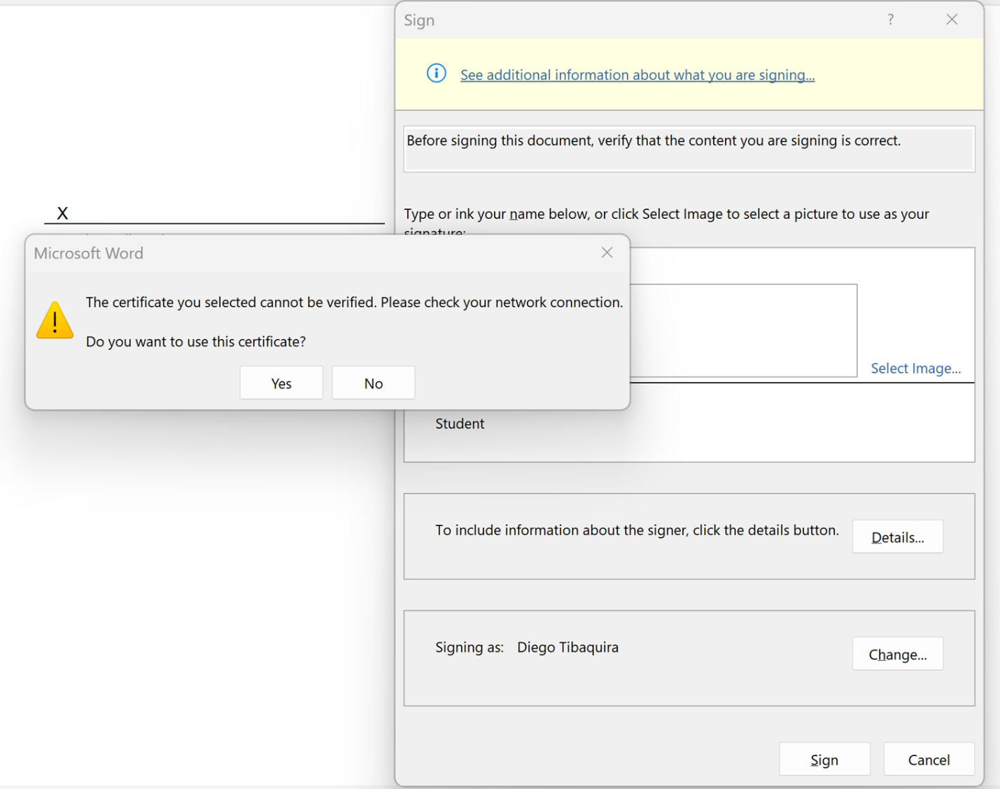 Sign
?
See additional information about what you are signing...
Before signing this document, verify that the content you are signing is correct.
Type or ink your name below, or click Select Image to select a picture to use as your
signature:
X
Microsoft Word
The certificate you selected cannot be verified. Please check your network connection.
Do you want to use this certificate?
Yes
No
Select Image...
Student
To include information about the signer, click the details button.
Details...
Signing as: Diego Tibaquira
Change...
Sign
Cancel